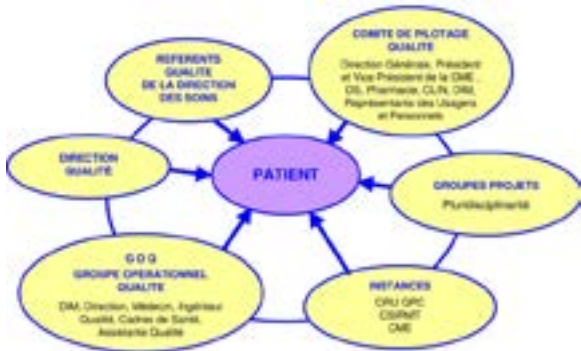 REFERENTS
QUALITE
DE LA DIRECTION
DES SOINS
COMITE DE PILOTAGE
QUALITE
Direction Générale, Président
et Vice Président de la CME,
DS, Pharmacie, CLIN, DIM,
Représentants des Usagers
et Personnels
DIRECTION
QUALITÉ
PATIENT
GROUPES PROJETS
Pluridisciplinarité
G O Q
GROUPE OPERATIONNEL
QUALITE
DIM, Direction, Médecin, Ingénieur
Qualité, Cadres de Santé,
Assistante Qualité
INSTANCES
CRU QPC
CSIRMT
CME